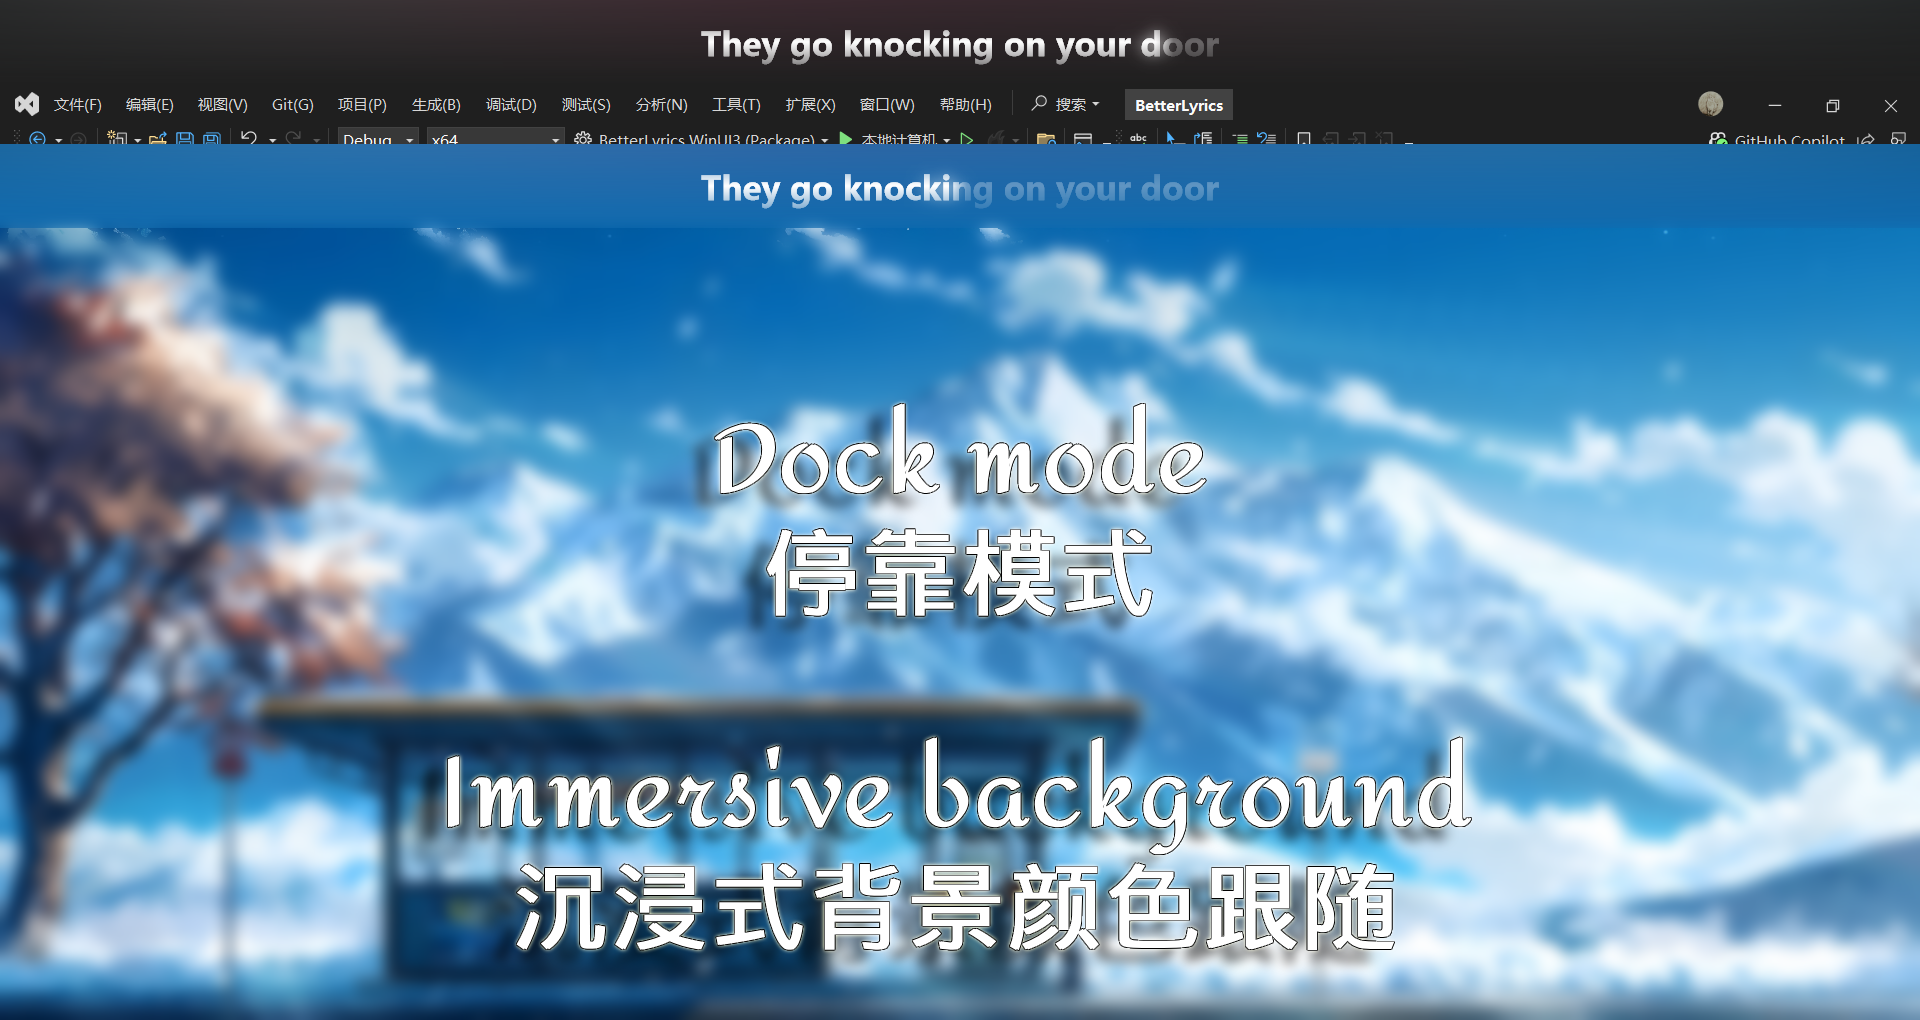 They go knocking on your door
文件(F) 编辑(E) 视图(V) Git(G) 项目(P) 生成(B) 调试(D) 测试(S) 分析(N) 工具(T) 扩展(X) 窗口(W) 帮助(H) 搜索 BetterLyrics
Debug x64 BetterLyrics.WinUI3 (Package) 本地计算机 abc GitHub Copilot
They go knocking on your door
Dock mode
停靠模式
Immersive background
沉浸式背景颜色跟随